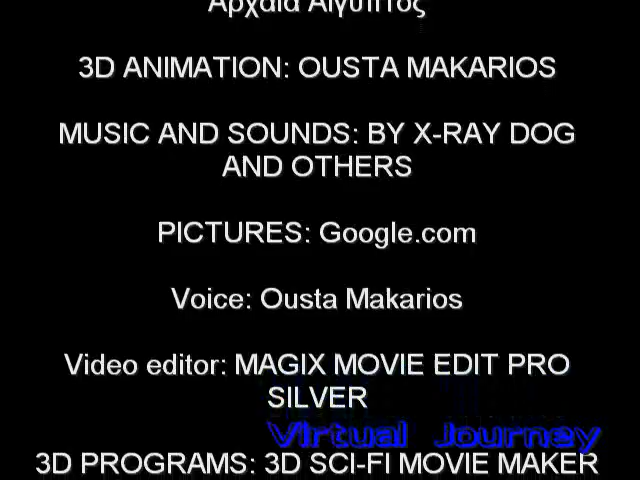 Αρχαία Αίγυπτος
3D ANIMATION: OUSTA MAKARIOS
MUSIC AND SOUNDS: BY X-RAY DOG
AND OTHERS
PICTURES: Google.com
Voice: Ousta Makarios
Video editor: MAGIX MOVIE EDIT PRO
SILVER
Virtual Journey
3D PROGRAMS: 3D SCI-FI MOVIE MAKER